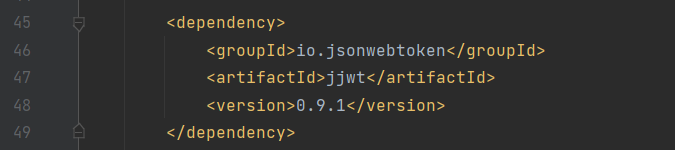 45 <dependency>
46 <groupId>io.jsonwebtoken</groupId>
47 <artifactId>jjwt</artifactId>
48 <version>0.9.1</version>
49 </dependency>